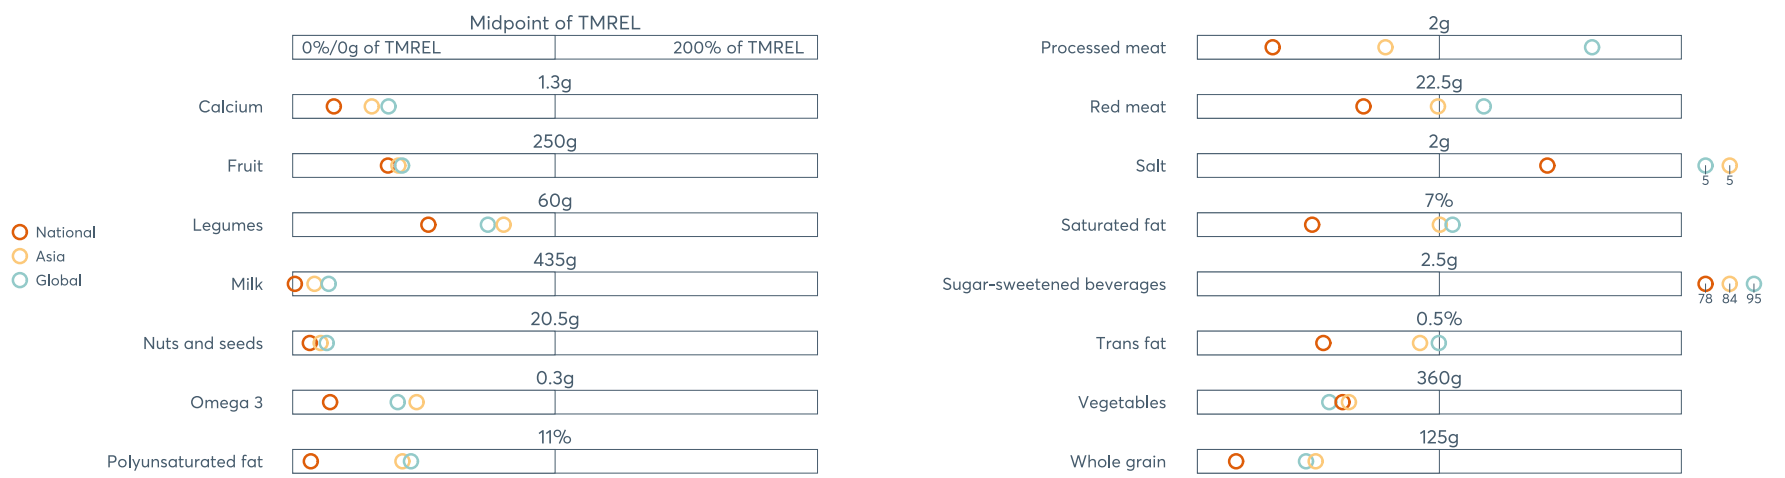 Midpoint of TMREL
0%/0g of TMREL 200% of TMREL
1.3g
Calcium
250g
Fruit
60g
Legumes
435g
Milk
20.5g
Nuts and seeds
0.3g
Omega 3
11%
Polyunsaturated fat
National
Asia
Global
2g
Processed meat
22.5g
Red meat
2g
Salt
5 5
7%
Saturated fat
2.5g
Sugar-sweetened beverages
78 84 95
0.5%
Trans fat
360g
Vegetables
125g
Whole grain